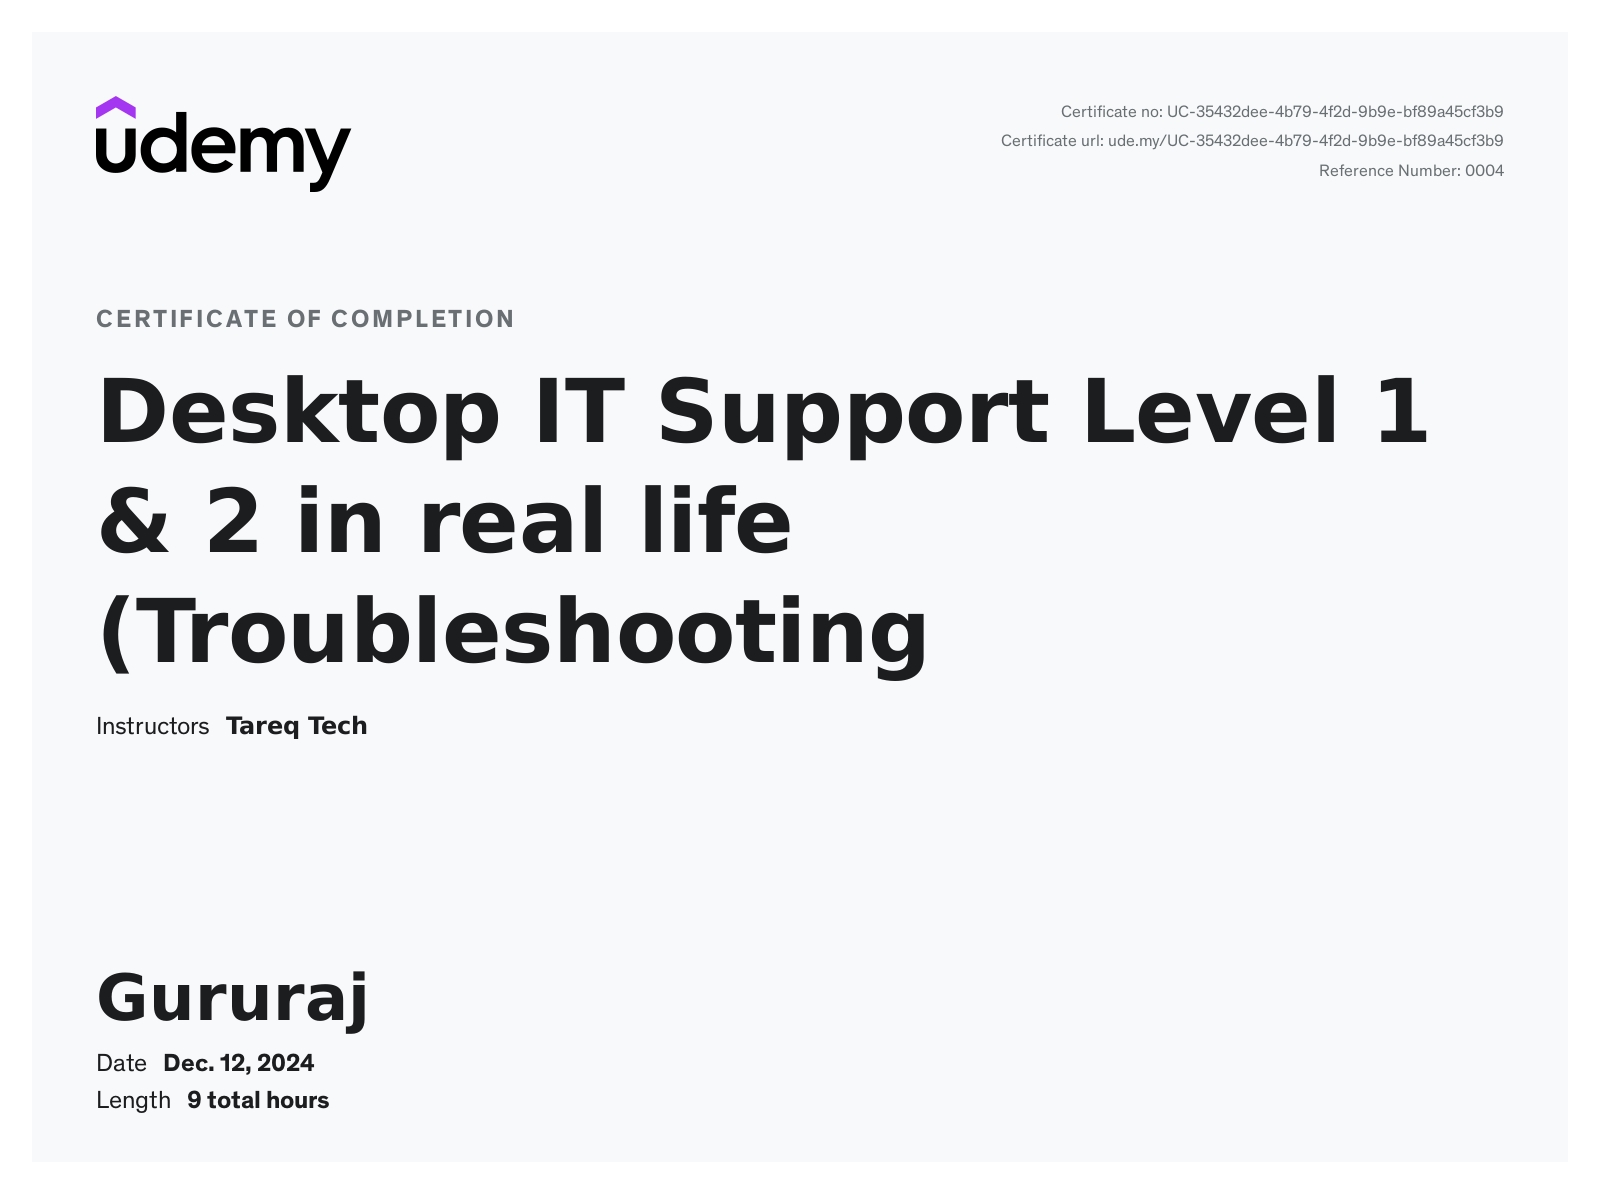 udemy
Certificate no: UC-35432dee-4b79-4f2d-9b9e-bf89a45cf3b9
Certificate url: ude.my/UC-35432dee-4b79-4f2d-9b9e-bf89a45cf3b9
Reference Number: 0004
CERTIFICATE OF COMPLETION
Desktop IT Support Level 1
& 2 in real life
(Troubleshooting
Instructors Tareq Tech
Gururaj
Date Dec. 12, 2024
Length 9 total hours